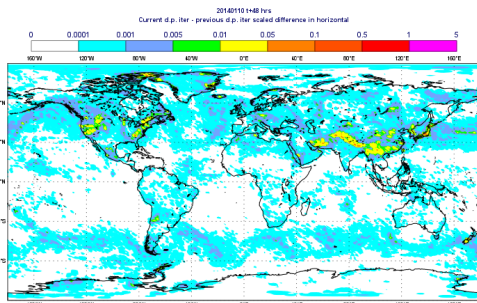 20140110 t+48 hrs
Current d.p. iter - previous d.p. iter scaled difference in horizontal
0 0.0001 0.001 0.005 0.01 0.05 0.1 0.5 1 5
160°W 120°W 80°W 40°W 0°E 40°E 80°E 120°E 160°E